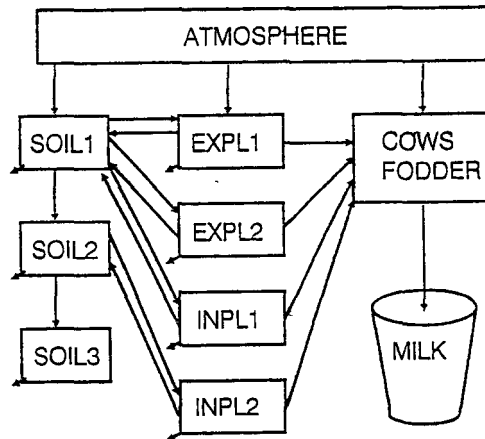 ATMOSPHERE
SOIL1
EXPL1
COWS
FODDER
EXPL2
SOIL2
INPL1
SOIL3
MILK
INPL2